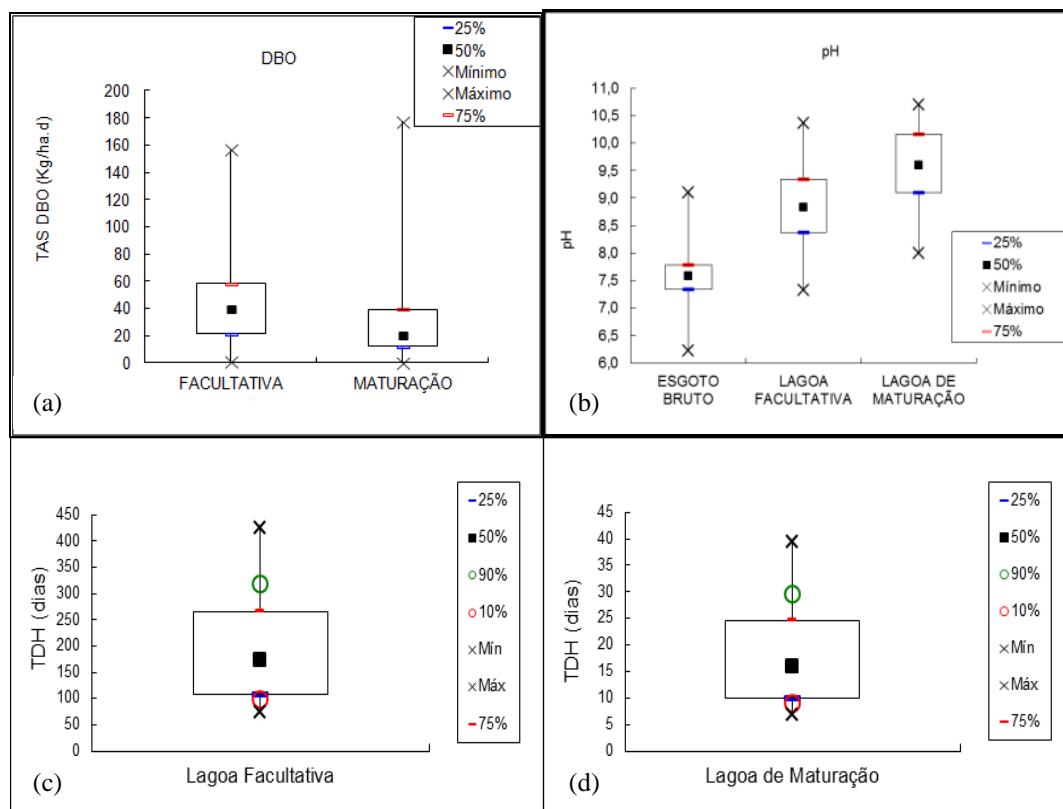 DBO
25%
50%
Mínimo
Máximo
75%
TAS DBO (Kg/ha.d)
200
180
160
140
120
100
80
60
40
20
0
FACULTATIVA
MATURAÇÃO
(a)
pH
pH
11,0
10,5
10,0
9,5
9,0
8,5
8,0
7,5
7,0
6,5
6,0
25%
50%
Mínimo
Máximo
75%
ESGOTO
BRUTO
LAGOA
FACULTATIVA
LAGOA DE
MATURAÇÃO
(b)
TDH (dias)
450
400
350
300
250
200
150
100
50
0
25%
50%
90%
10%
Mín
Máx
75%
(c)
Lagoa Facultativa
TDH (dias)
45
40
35
30
25
20
15
10
5
0
25%
50%
90%
10%
Mín
Máx
75%
(d)
Lagoa de Maturação